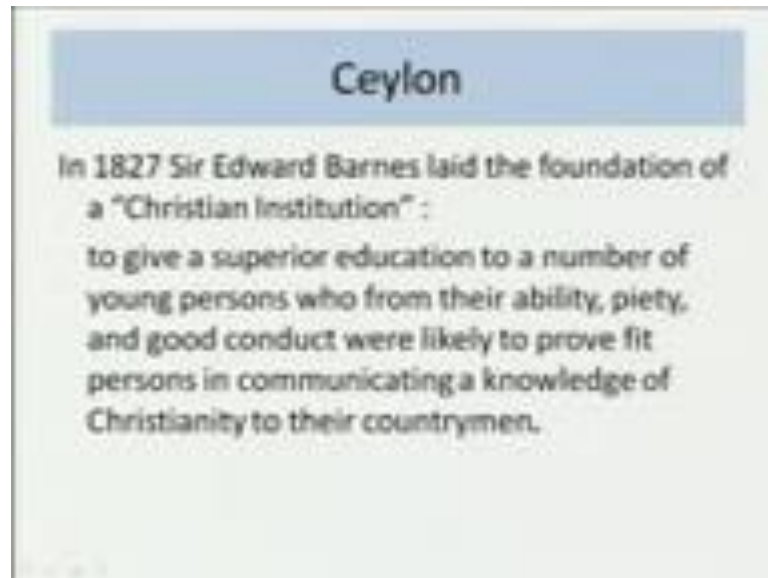 Ceylon
In 1827 Sir Edward Barnes laid the foundation of
a “Christian Institution” :
to give a superior education to a number of
young persons who from their ability, piety,
and good conduct were likely to prove fit
persons in communicating a knowledge of
Christianity to their countrymen.